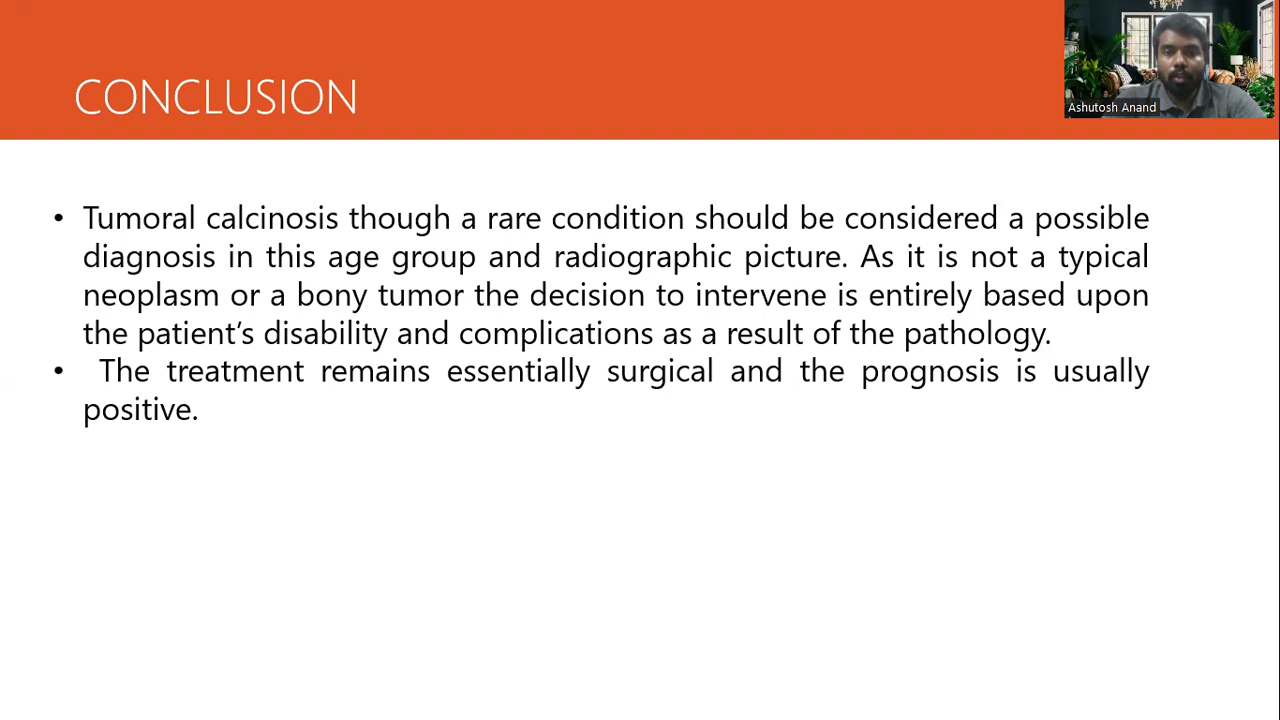 CONCLUSION
Ashutosh Anand
• Tumoral calcinosis though a rare condition should be considered a possible
diagnosis in this age group and radiographic picture. As it is not a typical
neoplasm or a bony tumor the decision to intervene is entirely based upon
the patient’s disability and complications as a result of the pathology.
• The treatment remains essentially surgical and the prognosis is usually
positive.